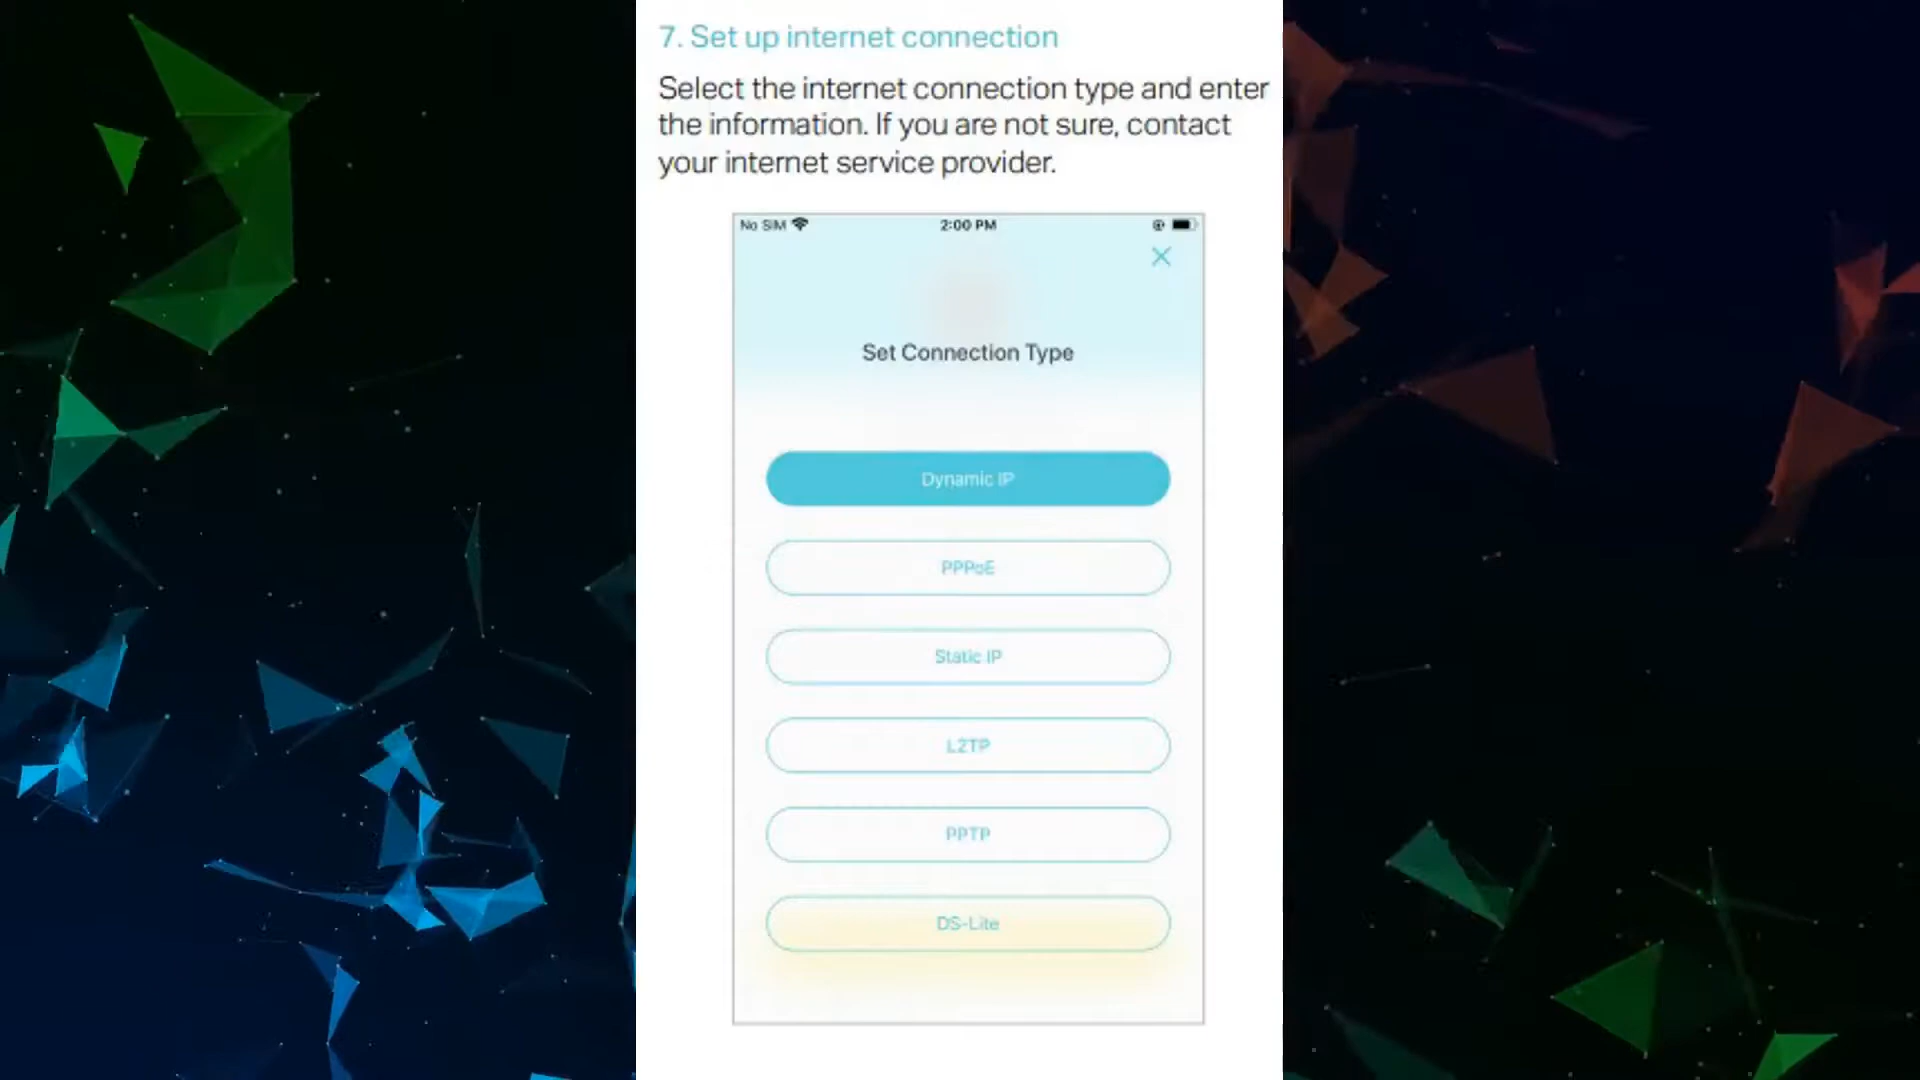 7. Set up internet connection
Select the internet connection type and enter
the information. If you are not sure, contact
your internet service provider.
No SIM 2:00 PM
Set Connection Type
Dynamic IP
PPPoE
Static IP
L2TP
PPTP
DS-Lite